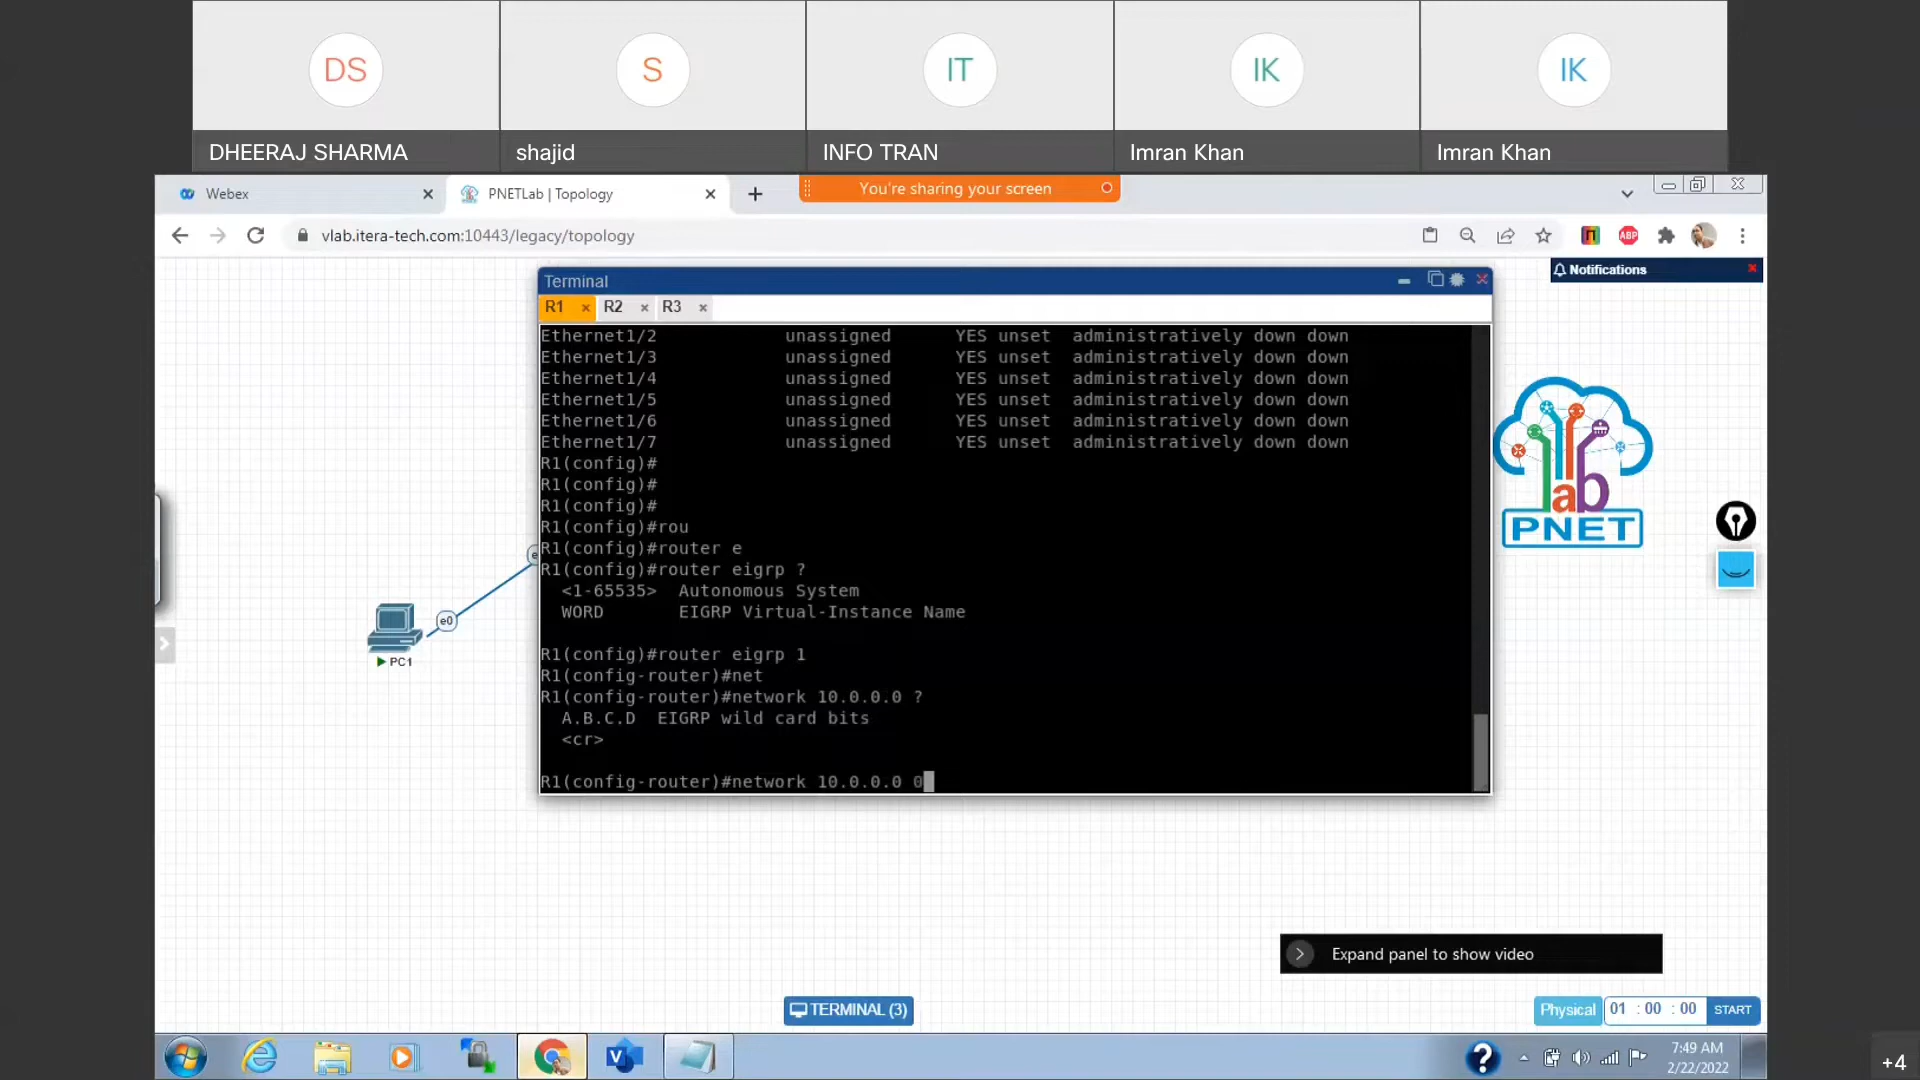 DS
S
IT
IK
IK
DHEERAJ SHARMA
shajid
INFO TRAN
Imran Khan
Imran Khan
Webex
PNETLab | Topology
You're sharing your screen
vlab.itera-tech.com:10443/legacy/topology
ABP
Notifications
Terminal
R1
R2
R3
Ethernet1/2 unassigned YES unset administratively down down
Ethernet1/3 unassigned YES unset administratively down down
Ethernet1/4 unassigned YES unset administratively down down
Ethernet1/5 unassigned YES unset administratively down down
Ethernet1/6 unassigned YES unset administratively down down
Ethernet1/7 unassigned YES unset administratively down down
R1(config)#
R1(config)#
R1(config)#
R1(config)#rou
R1(config)#router e
R1(config)#router eigrp ?
<1-65535> Autonomous System
WORD EIGRP Virtual-Instance Name
R1(config)#router eigrp 1
R1(config-router)#net
R1(config-router)#network 10.0.0.0 ?
A.B.C.D EIGRP wild card bits
<cr>
R1(config-router)#network 10.0.0.0 0
lab
PNET
e0
PC1
Expand panel to show video
TERMINAL (3)
Physical
01 : 00 : 00
START
7:49 AM
2/22/2022
+4